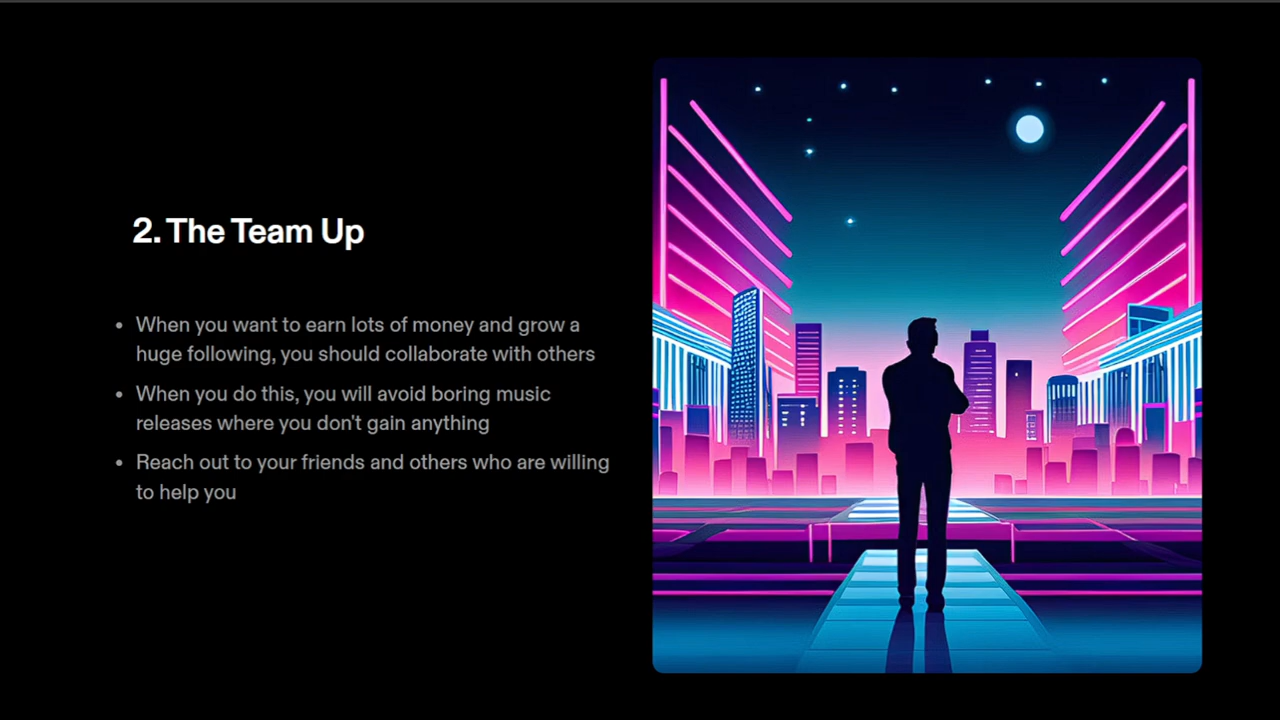 2. The Team Up
• When you want to earn lots of money and grow a
huge following, you should collaborate with others
• When you do this, you will avoid boring music
releases where you don't gain anything
• Reach out to your friends and others who are willing
to help you